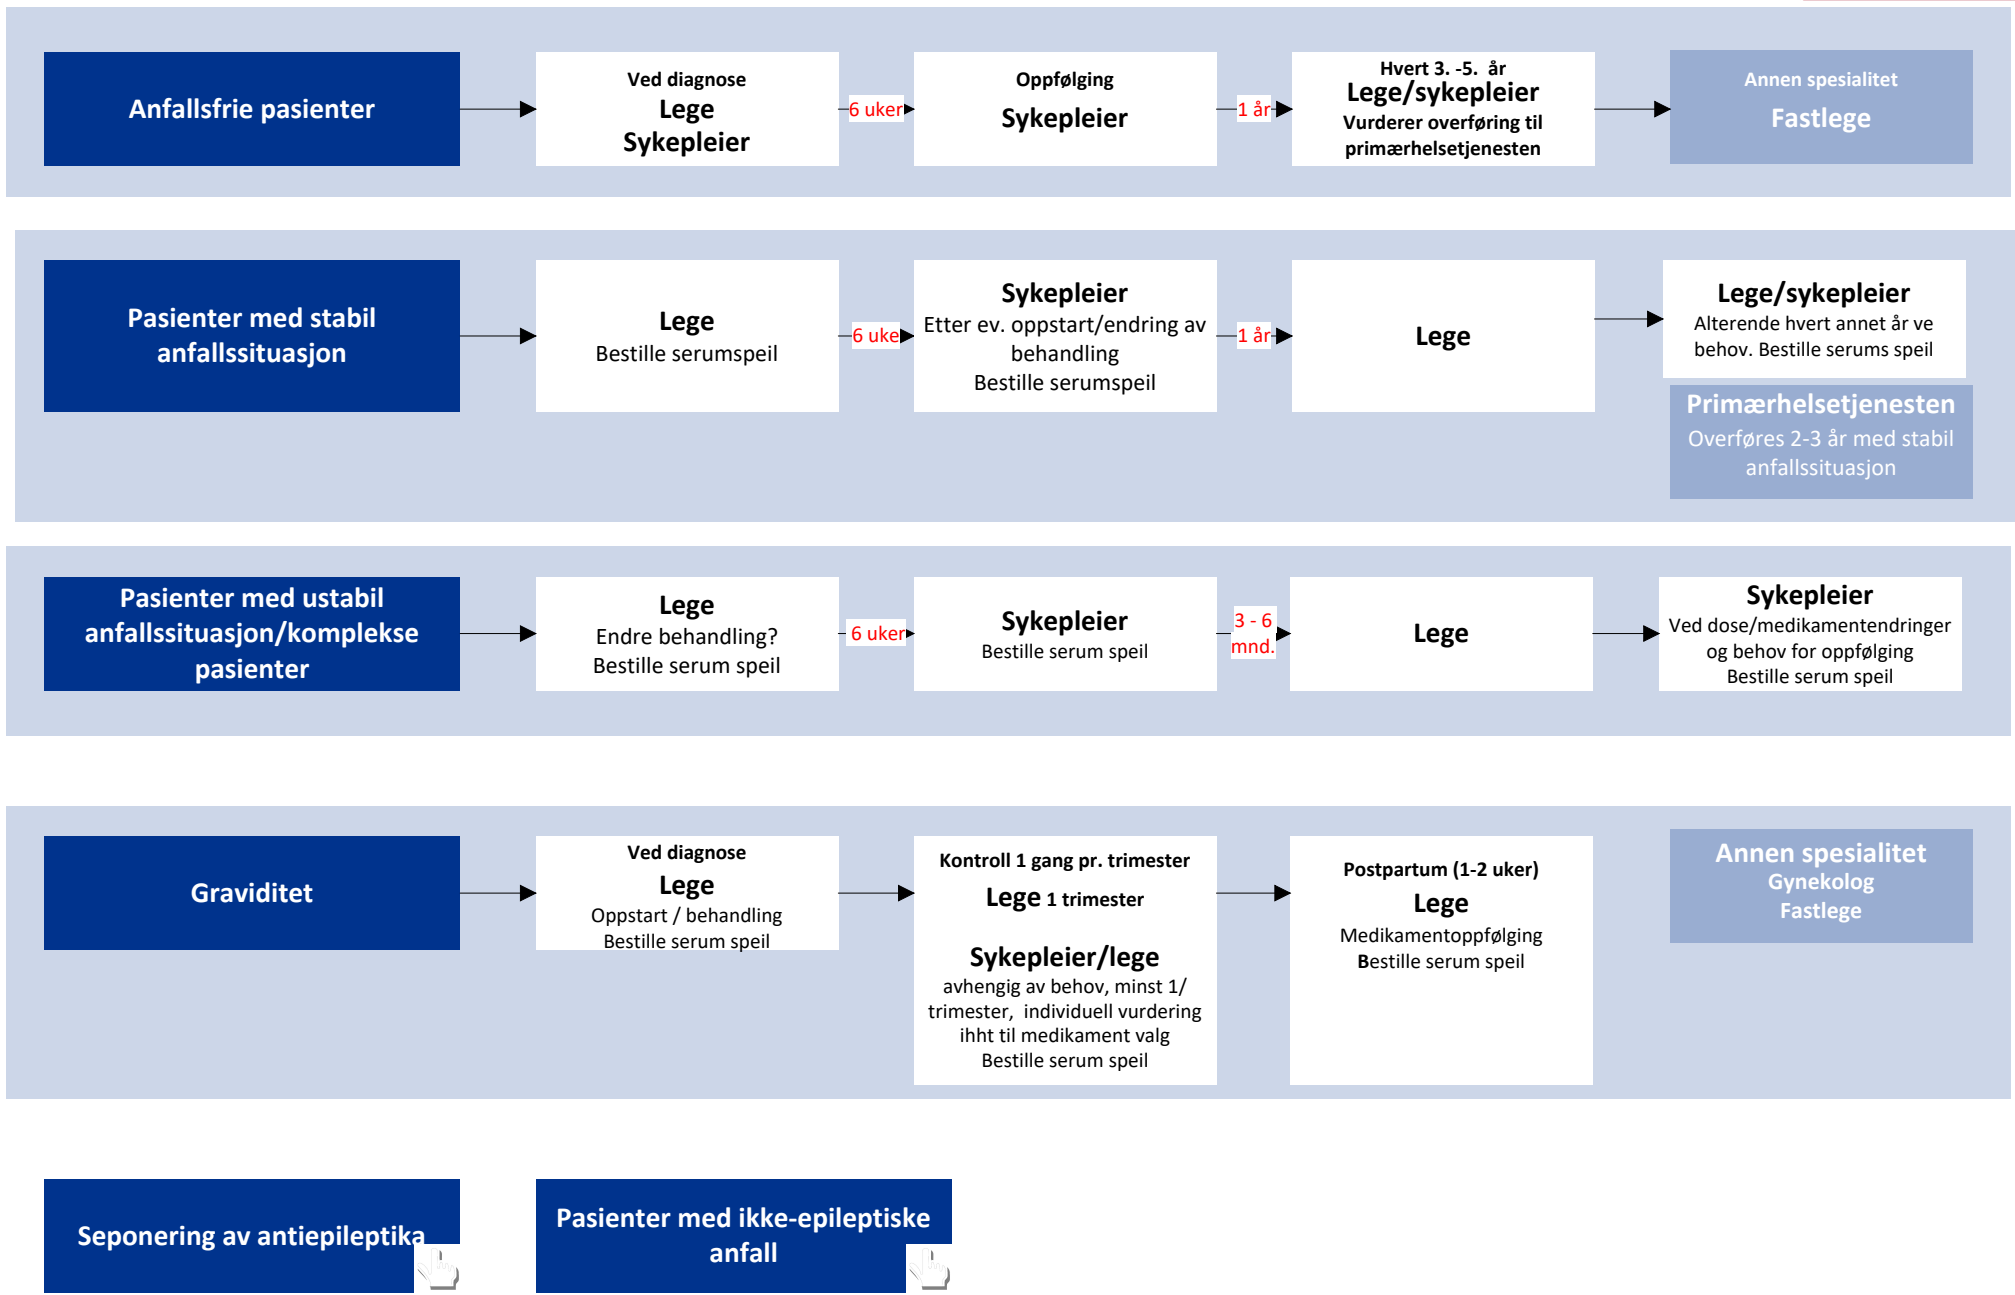 Anfallsfrie pasienter
Ved diagnose
Lege
Sykepleier
6 uker
Oppfølging
Sykepleier
1 år
Hvert 3. -5. år
Lege/sykepleier
Vurderer overføring til
primærhelsetjenesten
Annen spesialitet
Fastlege
Pasienter med stabil
anfallssituasjon
Lege
Bestille serumspeil
6 uke
Sykepleier
Etter ev. oppstart/endring av
behandling
Bestille serumspeil
1 år
Lege
Lege/sykepleier
Alterende hvert annet år ve
behov. Bestille serums speil
Primærhelsetjenesten
Overføres 2-3 år med stabil
anfallssituasjon
Pasienter med ustabil
anfallssituasjon/komplekse
pasienter
Lege
Endre behandling?
Bestille serum speil
6 uker
Sykepleier
Bestille serum speil
3 - 6
mnd.
Lege
Sykepleier
Ved dose/medikamentendringer
og behov for oppfølging
Bestille serum speil
Graviditet
Ved diagnose
Lege
Oppstart / behandling
Bestille serum speil
Kontroll 1 gang pr. trimester
Lege 1 trimester
Sykepleier/lege
avhengig av behov, minst 1/
trimester, individuell vurdering
ihht til medikament valg
Bestille serum speil
Postpartum (1-2 uker)
Lege
Medikamentoppfølging
Bestille serum speil
Annen spesialitet
Gynekolog
Fastlege
Seponering av antiepileptika
Pasienter med ikke-epileptiske
anfall